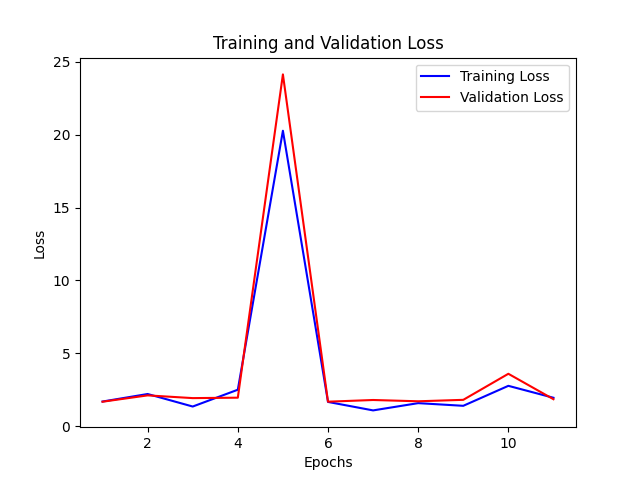 Training and Validation Loss
Training Loss
Validation Loss
25
20
15
10
5
0
Loss
2 4 6 8 10
Epochs